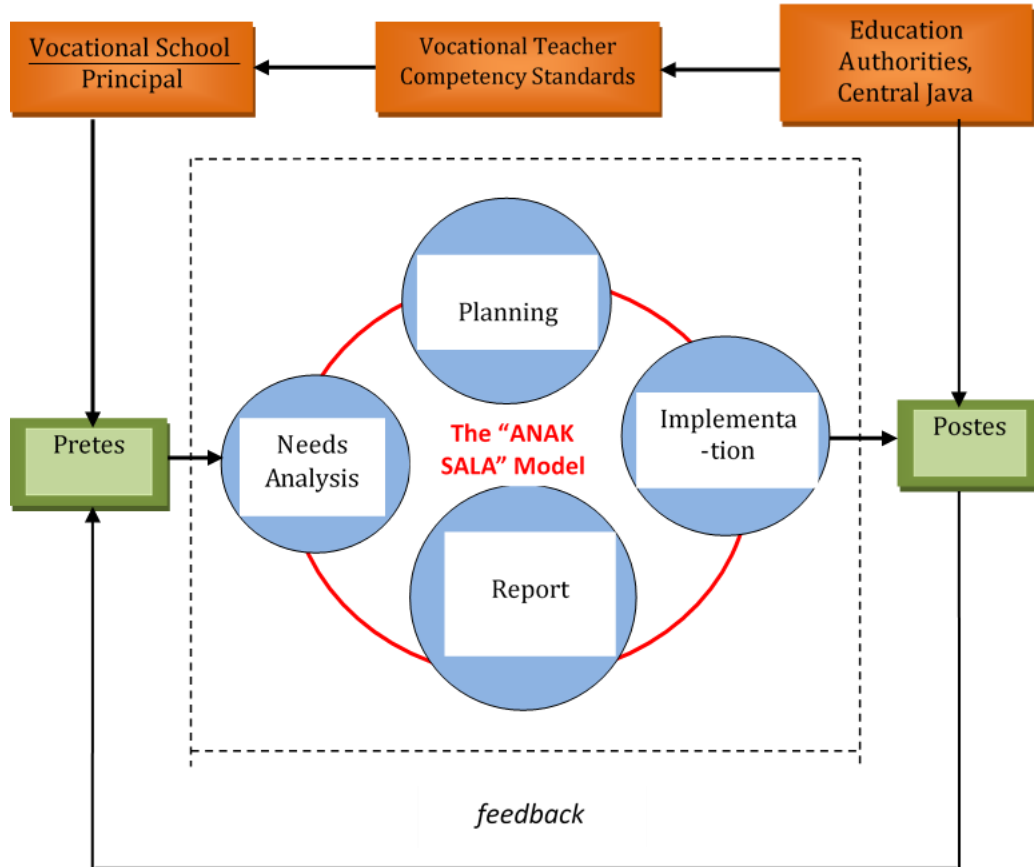 Vocational School
Principal
Vocational Teacher
Competency Standards
Education
Authorities,
Central Java
Planning
Pretes
Needs
Analysis
The “ANAK
SALA” Model
Implementa
-tion
Postes
Report
feedback